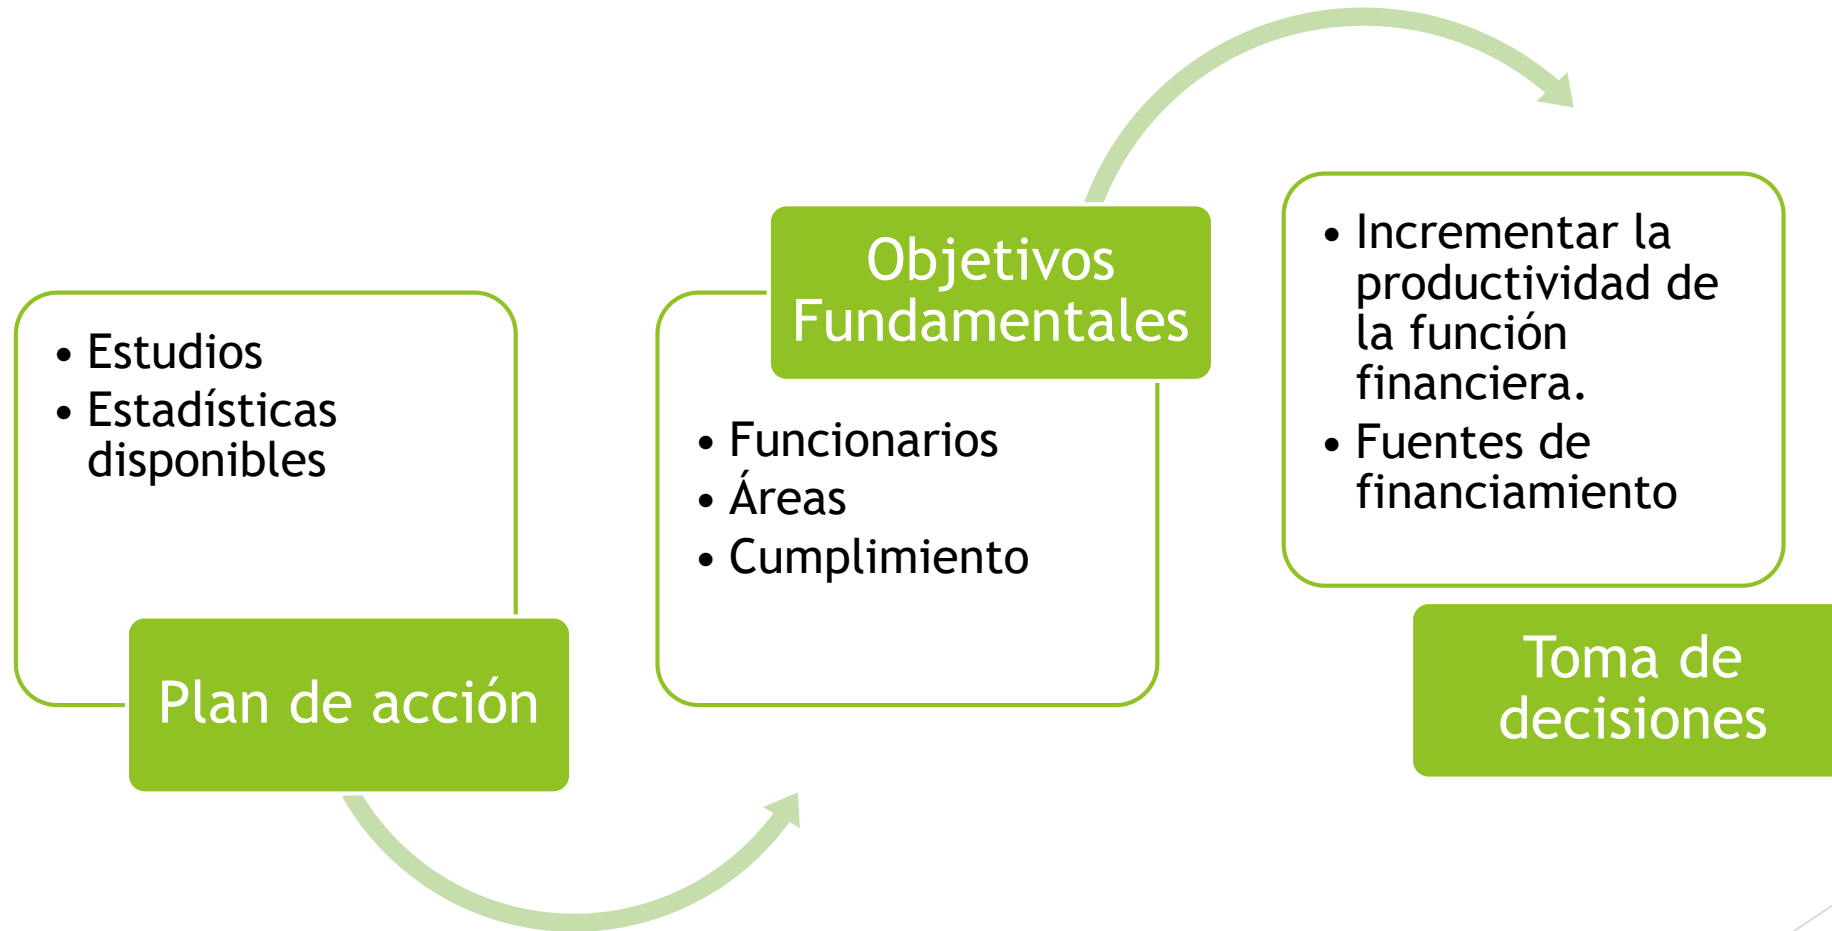 • Estudios
• Estadísticas
disponibles
Plan de acción
Objetivos
Fundamentales
• Funcionarios
• Áreas
• Cumplimiento
• Incrementar la
productividad de
la función
financiera.
• Fuentes de
financiamiento
Toma de
decisiones